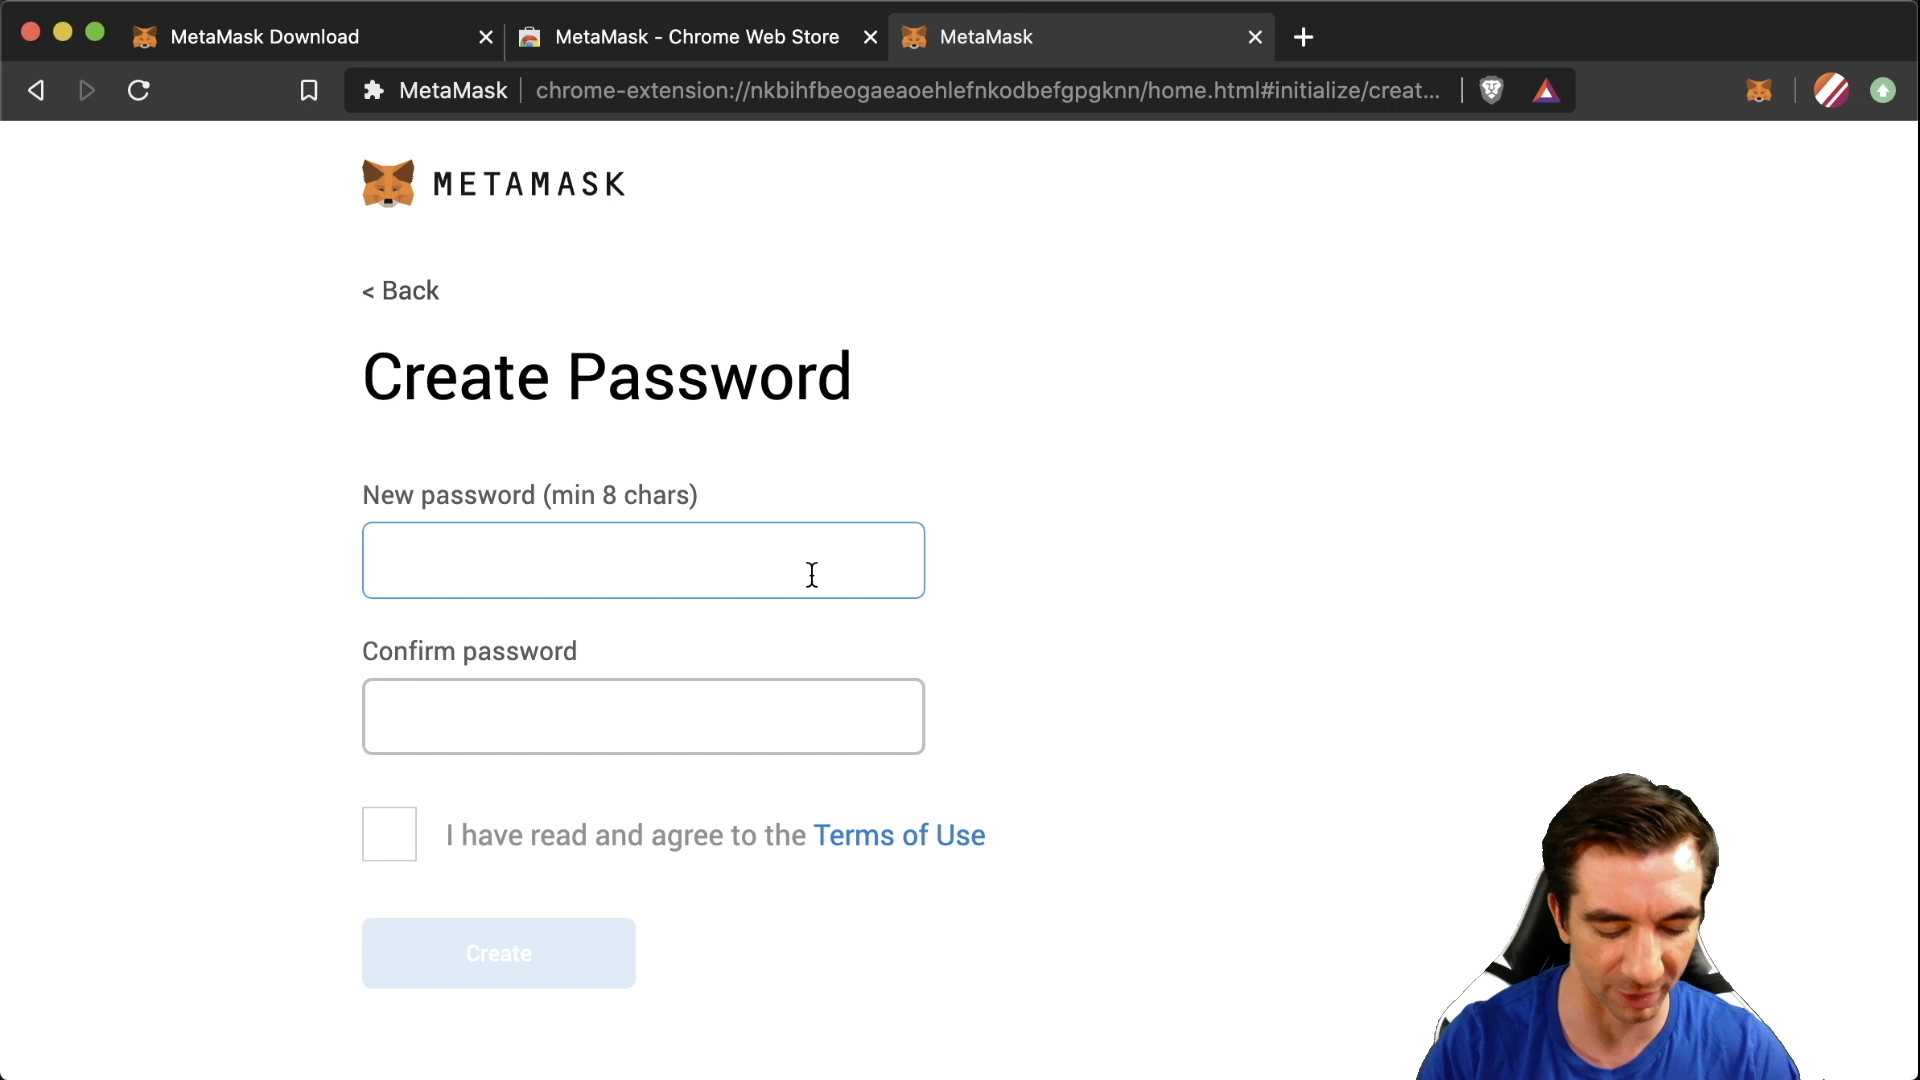 MetaMask Download
MetaMask - Chrome Web Store
MetaMask
MetaMask
chrome-extension://nkbihfbeogaeaoehlefnkodbefgpgknn/home.html#initialize/creat...
METAMASK
< Back
Create Password
New password (min 8 chars)
Confirm password
I have read and agree to the Terms of Use
Create